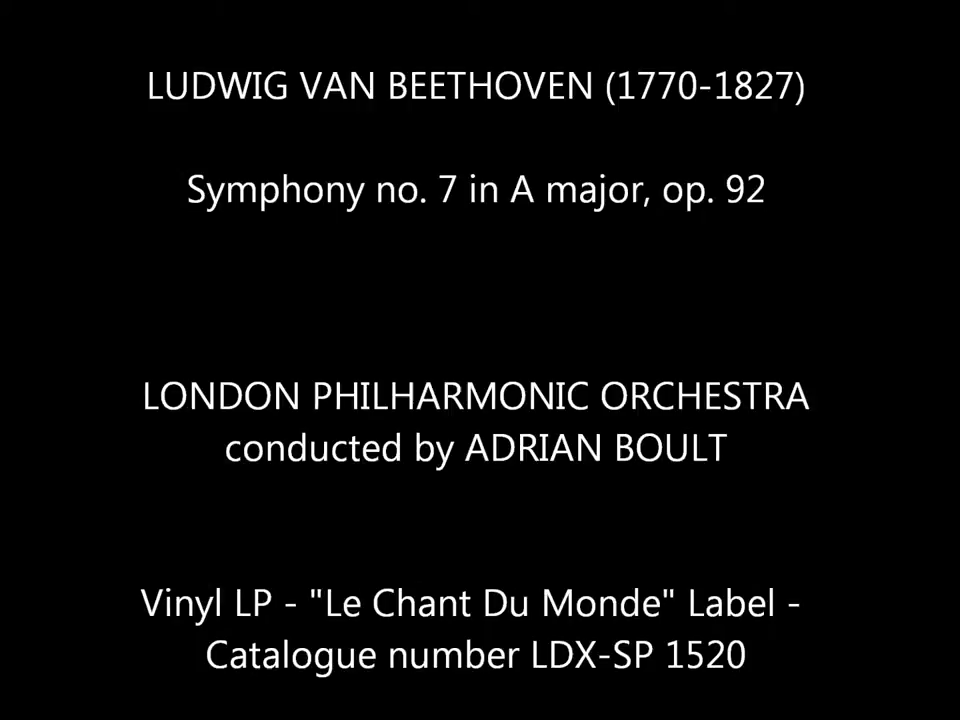 LUDWIG VAN BEETHOVEN (1770-1827)
Symphony no. 7 in A major, op. 92
LONDON PHILHARMONIC ORCHESTRA
conducted by ADRIAN BOULT
Vinyl LP - "Le Chant Du Monde" Label -
Catalogue number LDX-SP 1520